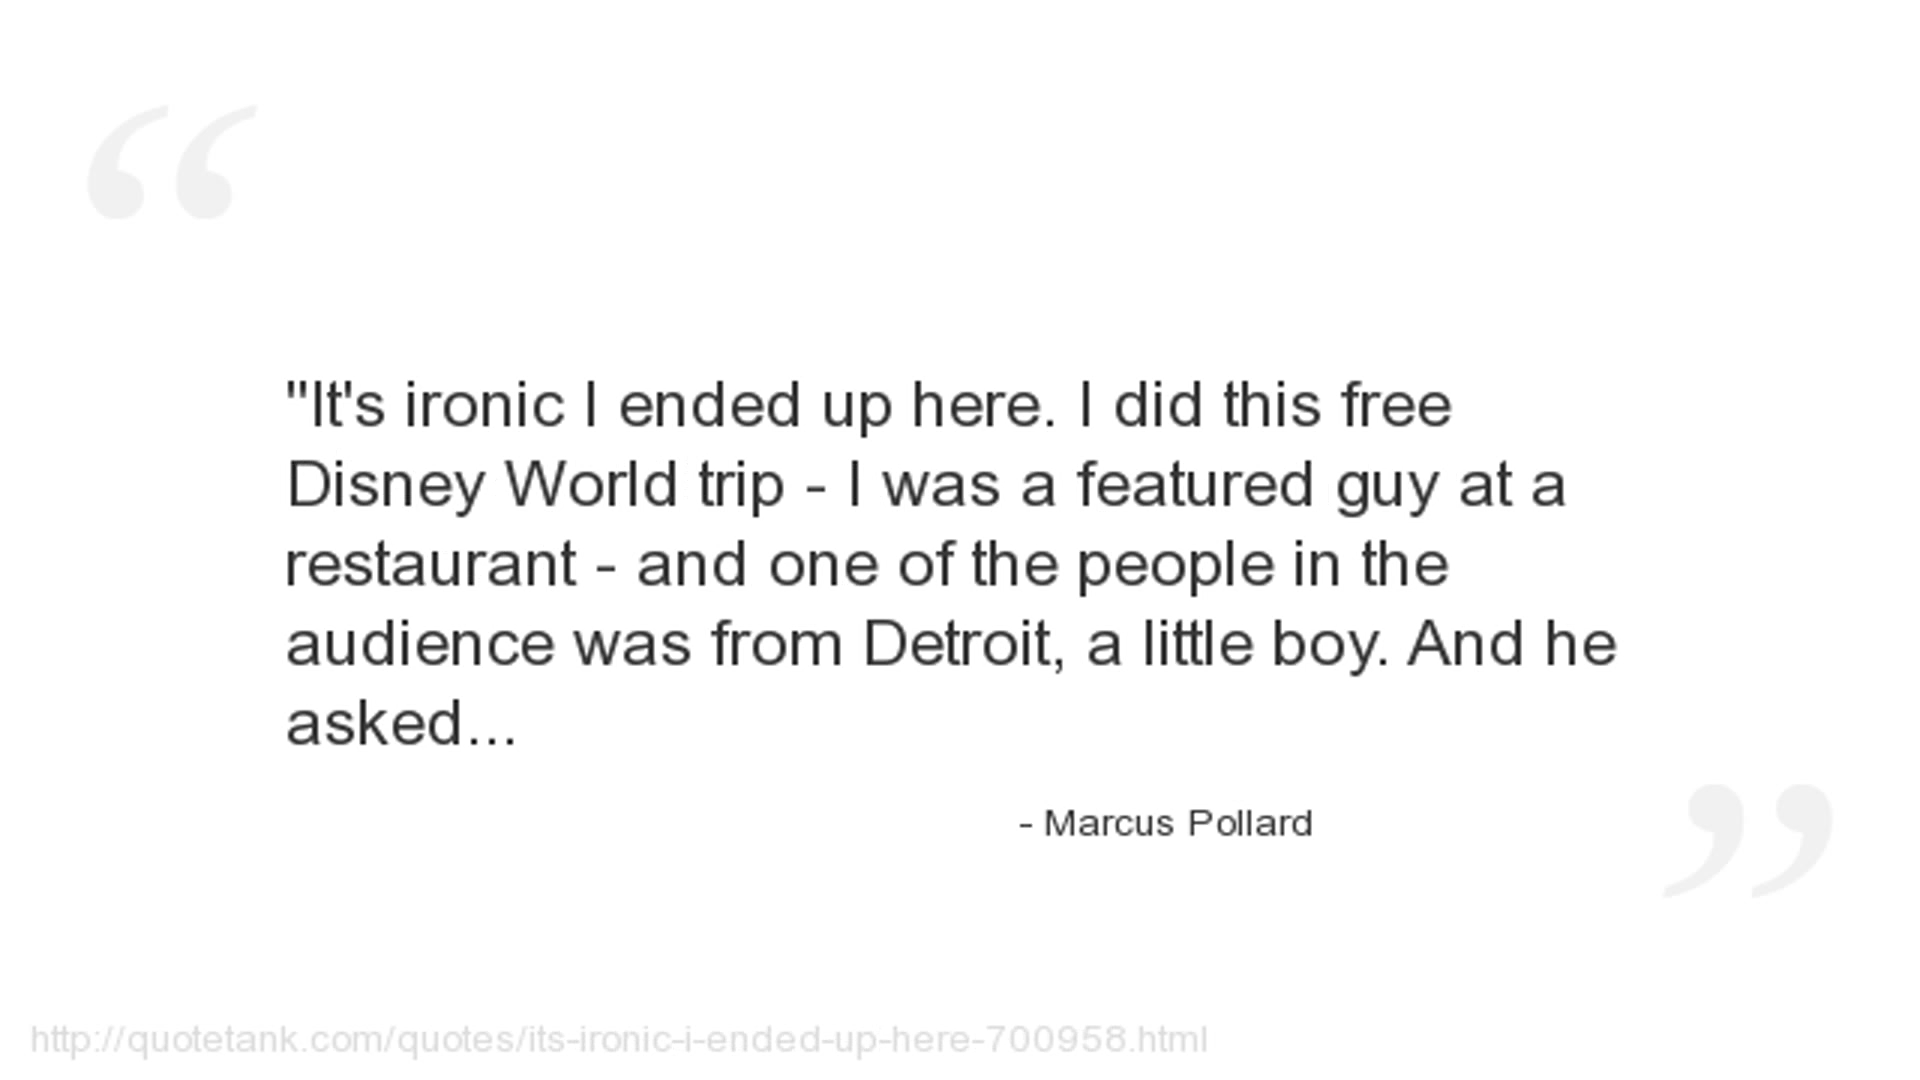 "It's ironic I ended up here. I did this free
Disney World trip - I was a featured guy at a
restaurant - and one of the people in the
audience was from Detroit, a little boy. And he
asked...
- Marcus Pollard
http://quotetank.com/quotes/its-ironic-i-ended-up-here-700958.html